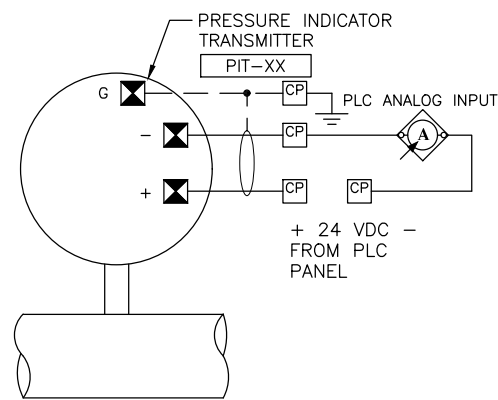 PRESSURE INDICATOR
TRANSMITTER
PIT-XX
G
CP
PLC ANALOG INPUT
-
CP
A
+
CP
CP
+ 24 VDC -
FROM PLC
PANEL